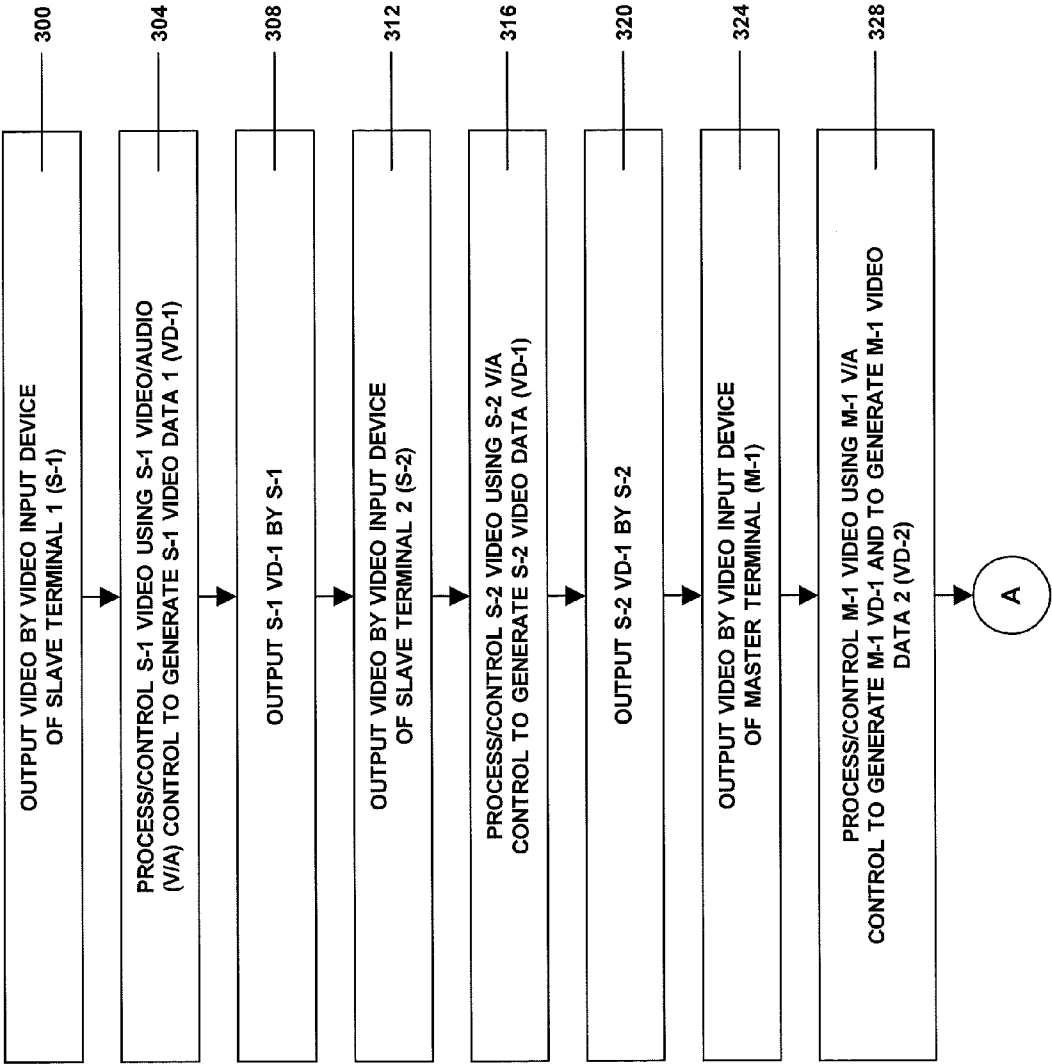 OUTPUT VIDEO BY VIDEO INPUT DEVICE
OF SLAVE TERMINAL 1 (S-1)
300
PROCESS/CONTROL S-1 VIDEO USING S-1 VIDEO/AUDIO
(V/A) CONTROL TO GENERATE S-1 VIDEO DATA 1 (VD-1)
304
OUTPUT S-1 VD-1 BY S-1
308
OUTPUT VIDEO BY VIDEO INPUT DEVICE
OF SLAVE TERMINAL 2 (S-2)
312
PROCESS/CONTROL S-2 VIDEO USING S-2 V/A
CONTROL TO GENERATE S-2 VIDEO DATA (VD-1)
316
OUTPUT S-2 VD-1 BY S-2
320
OUTPUT VIDEO BY VIDEO INPUT DEVICE
OF MASTER TERMINAL (M-1)
324
PROCESS/CONTROL M-1 VIDEO USING M-1 V/A
CONTROL TO GENERATE M-1 VD-1 AND TO GENERATE M-1 VIDEO
DATA 2 (VD-2)
328
A